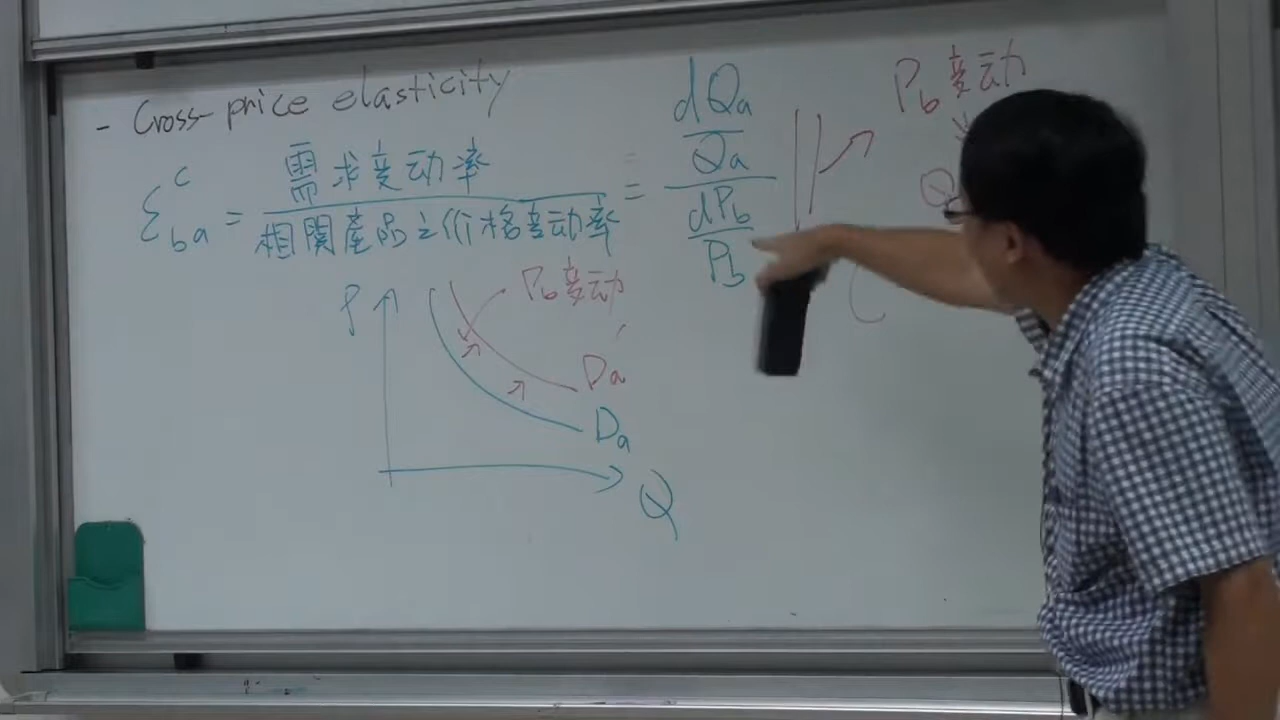 - Cross-price elasticity
ε^c_ba = 需求变动率 / 相関産品之价格变动率 = (dQa / Qa) / (dPb / Pb)
Pb变动
Q
P
Pb变动
Da'
Da
Q